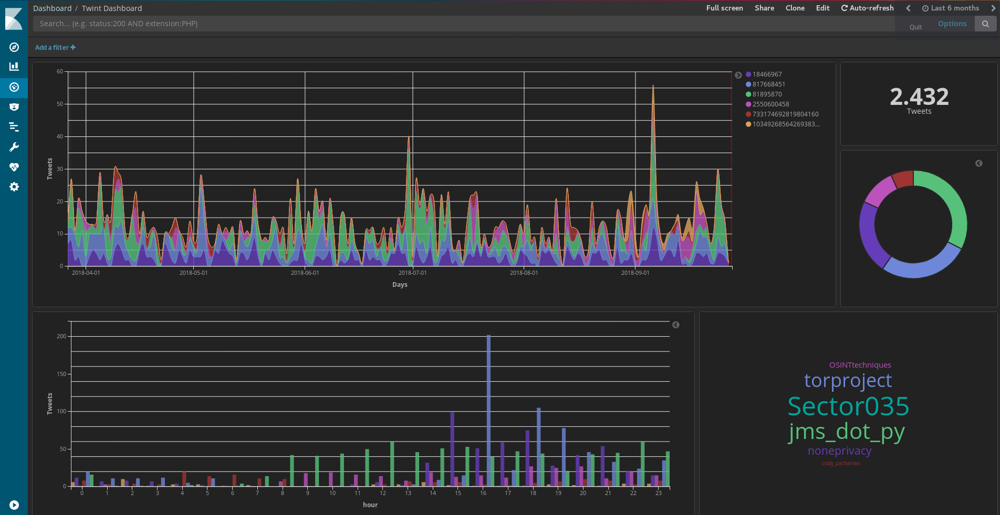 Dashboard / Twint Dashboard
Full screen Share Clone Edit Auto-refresh Last 6 months
Search... (e.g. status:200 AND extension:PHP)
Quit Options
Add a filter
60
50
40
30
20
10
0
Tweets
2018-04-01 2018-05-01 2018-06-01 2018-07-01 2018-08-01 2018-09-01
Days
18466967
817668451
81895870
2550600458
733174692819804160
10349268564269383...
2.432
Tweets
200
150
100
50
0
Tweets
0 1 2 3 4 5 6 7 8 9 10 11 12 13 14 15 16 17 18 19 20 21 22 23
hour
OSINTtechniques
torproject
Sector035
jms_dot_py
noneprivacy
cody_zacharias